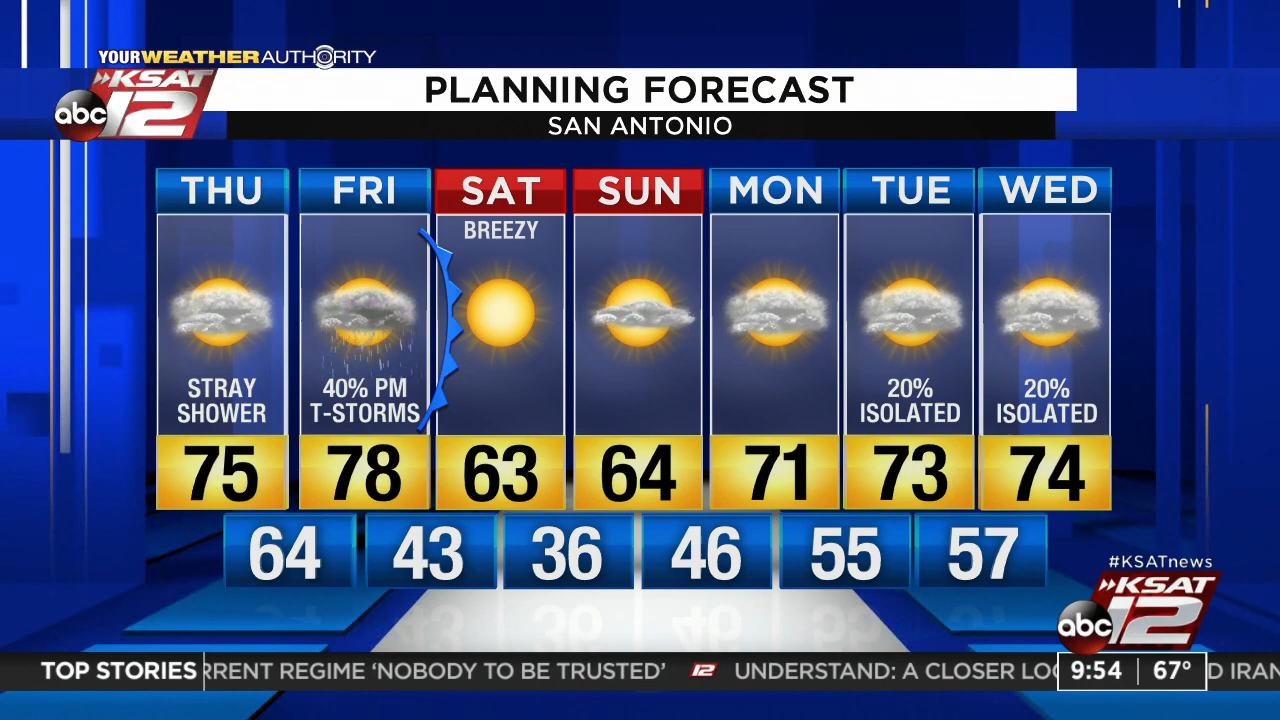 YOURWEATHERAUTHORITY
KSAT
abc 12
PLANNING FORECAST
SAN ANTONIO
THU FRI SAT SUN MON TUE WED
BREEZY
STRAY SHOWER
40% PM T-STORMS
20% ISOLATED
20% ISOLATED
75 78 63 64 71 73 74
64 43 36 46 55 57
#KSATnews
KSAT
abc 12
TOP STORIES REGIME ‘NOBODY TO BE TRUSTED’ 12 UNDERSTAND: A CLOSER 9:54 67° IRAN